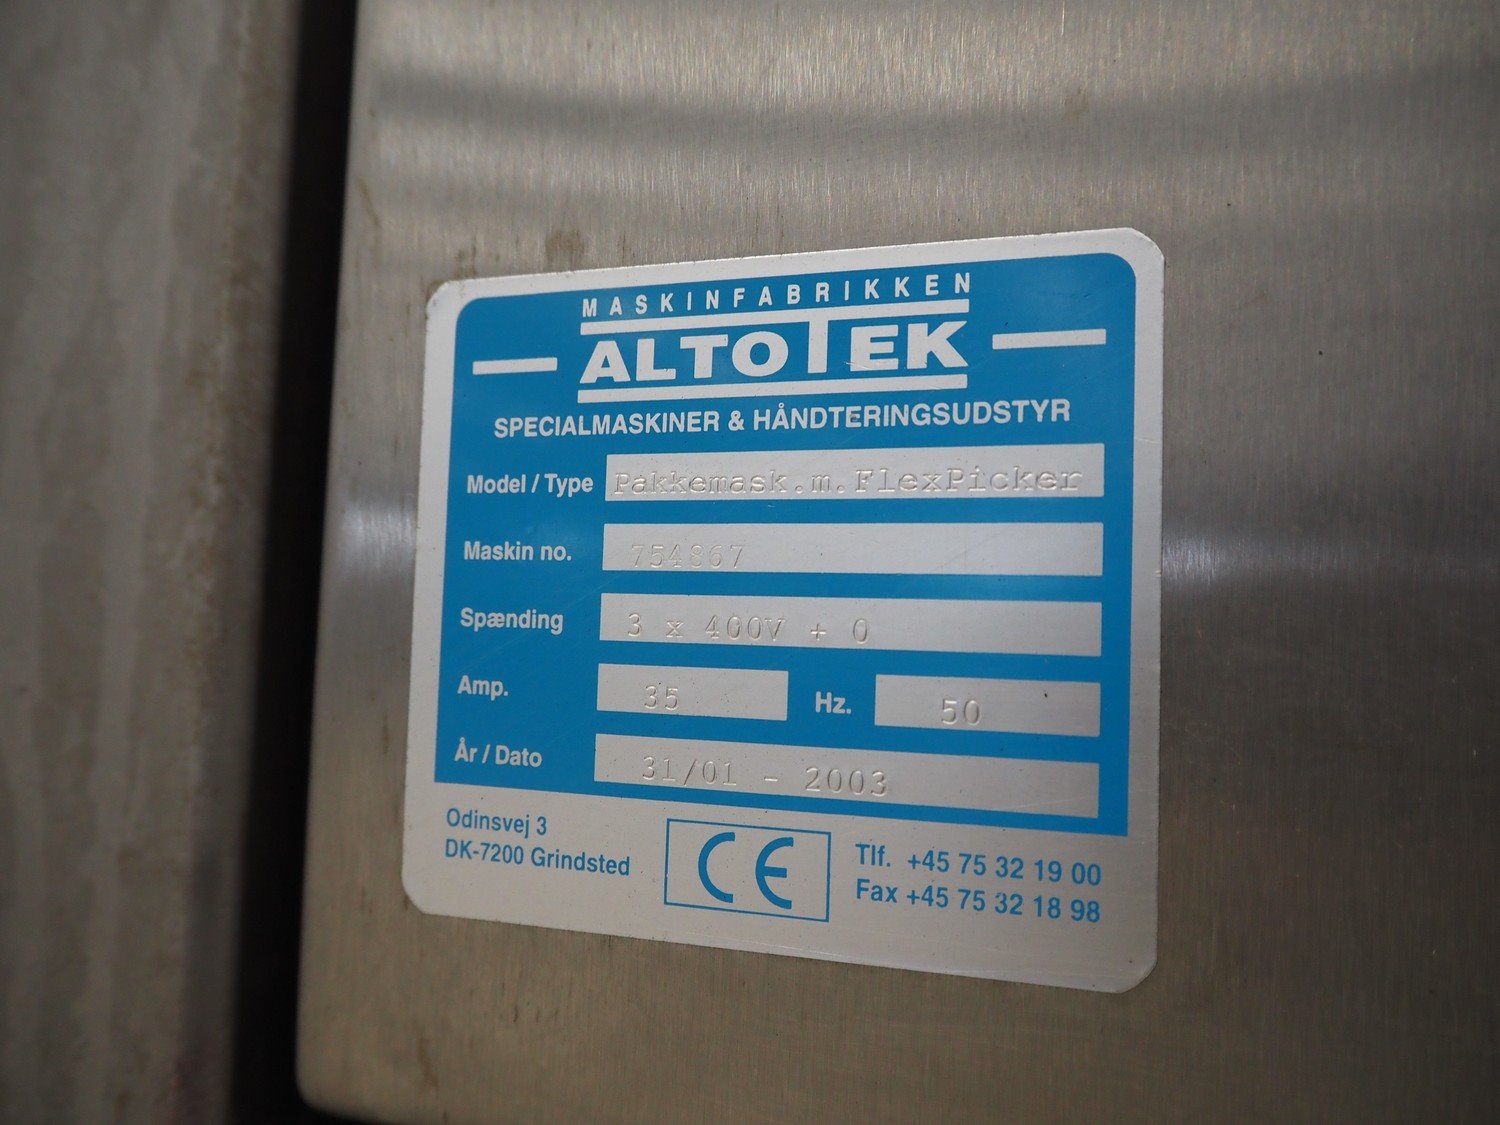 MASKINFABRIKKEN
ALTOTEK
SPECIALMASKINER & HÅNDTERINGSUDSTYR
Model / Type Pakkemask.m.FlexPicker
Maskin no. 754867
Spænding 3 x 400V + 0
Amp. 35 Hz. 50
År / Dato 31/01 - 2003
Odinsvej 3
DK-7200 Grindsted
CE
Tlf. +45 75 32 19 00
Fax +45 75 32 18 98